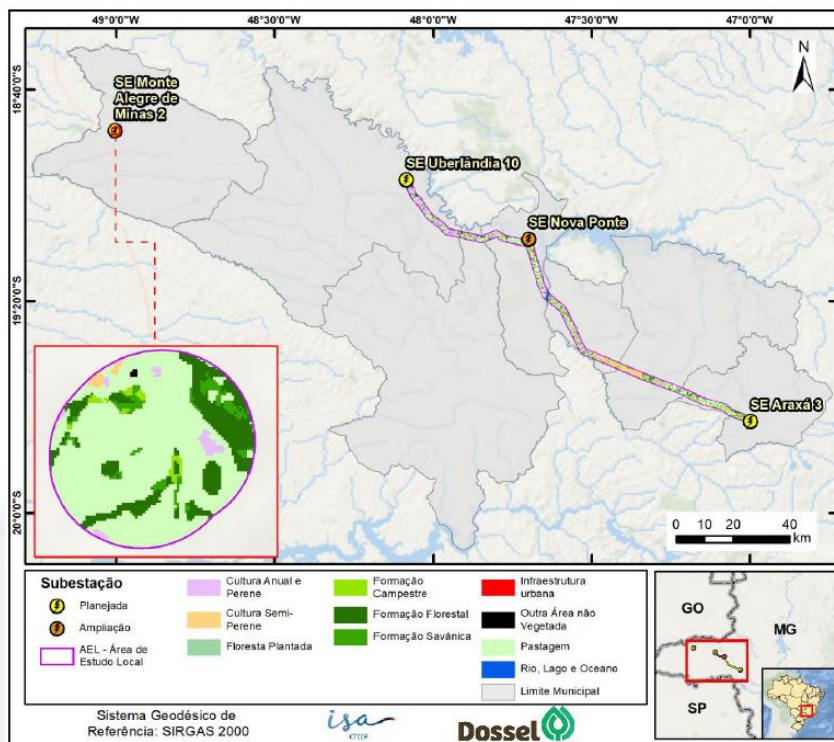 49°0'0"W
48°30'0"W
48°0'0"W
47°30'0"W
47°0'0"W
18°40'0"S
19°20'0"S
20°0'0"S
N
SE Monte
Alegre de
Minas 2
SE Uberlândia 10
SE Nova Ponte
SE Araxá 3
0 10 20 40
km
Subestação
Planejada
Ampliação
AEL - Área de
Estudo Local
Cultura Anual e
Perene
Cultura Semi-
Perene
Floresta Plantada
Formação
Campestre
Formação Florestal
Formação Savânica
Infraestrutura
urbana
Outra Área não
Vegetada
Pastagem
Rio, Lago e Oceano
Limite Municipal
GO
MG
SP
Sistema Geodésico de
Referência: SIRGAS 2000
isa
CTEEP
Dossel